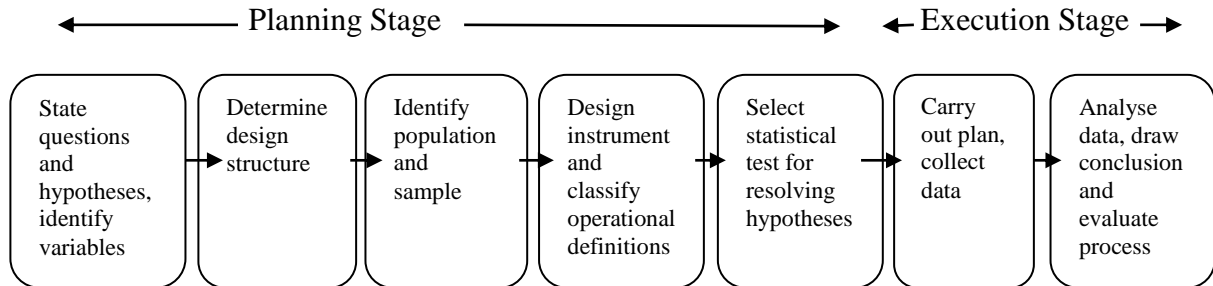 Planning Stage
Execution Stage
State
questions
and
hypotheses,
identify
variables
Determine
design
structure
Identify
population
and
sample
Design
instrument
and
classify
operational
definitions
Select
statistical
test for
resolving
hypotheses
Carry
out plan,
collect
data
Analyse
data, draw
conclusion
and
evaluate
process